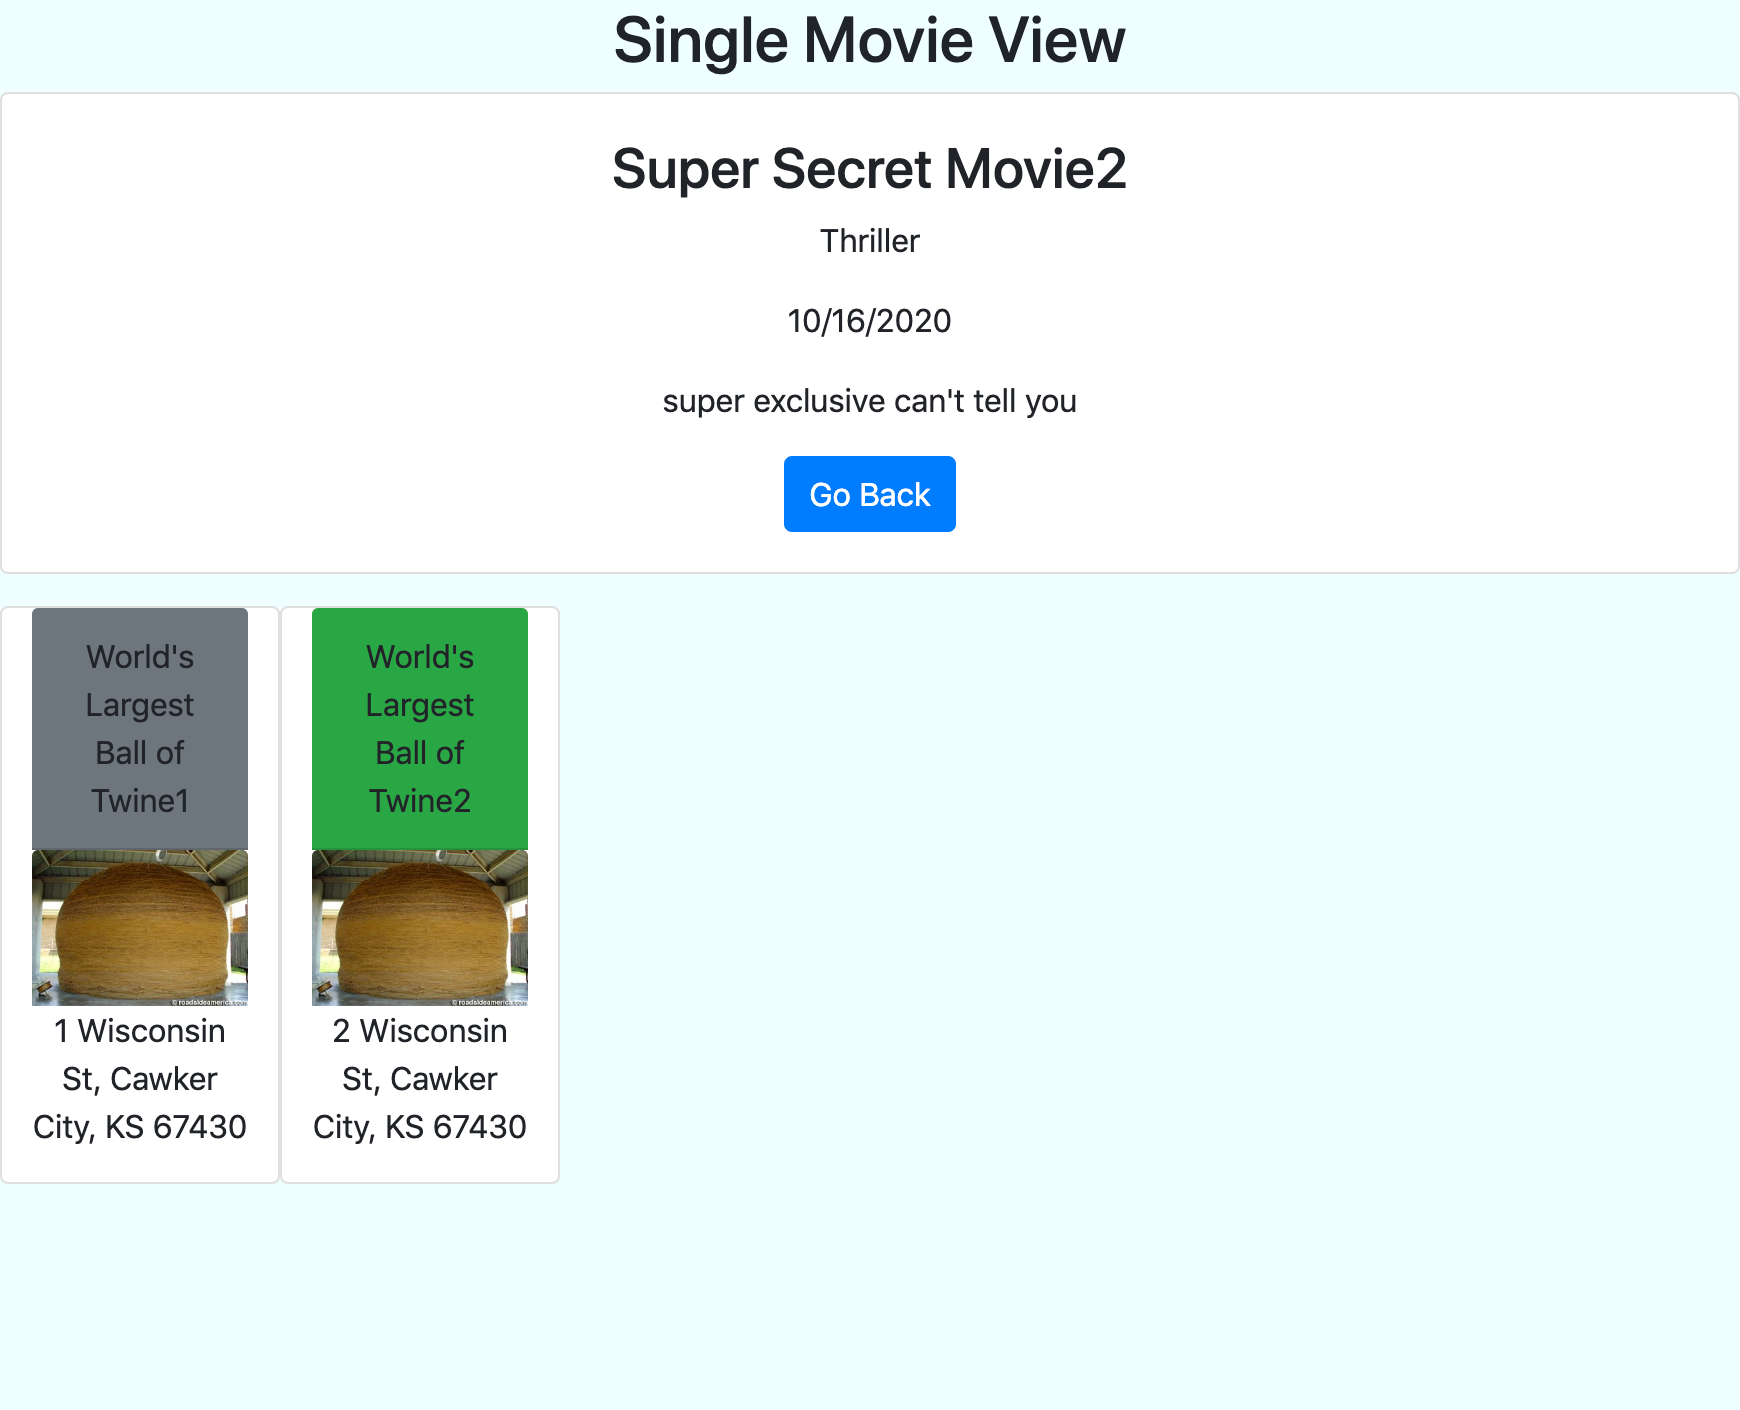 Single Movie View
Super Secret Movie2
Thriller
10/16/2020
super exclusive can't tell you
Go Back
World's
Largest
Ball of
Twine1
© roadsideamerica.com
1 Wisconsin
St, Cawker
City, KS 67430
World's
Largest
Ball of
Twine2
© roadsideamerica.com
2 Wisconsin
St, Cawker
City, KS 67430